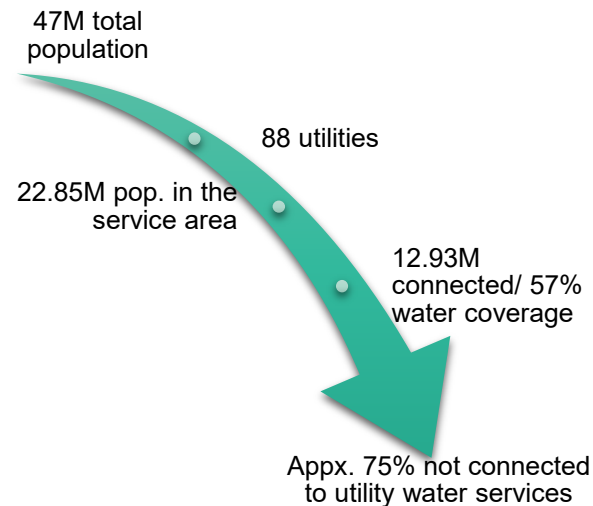 47M total
population
88 utilities
22.85M pop. in the
service area
12.93M
connected/ 57%
water coverage
Appx. 75% not connected
to utility water services